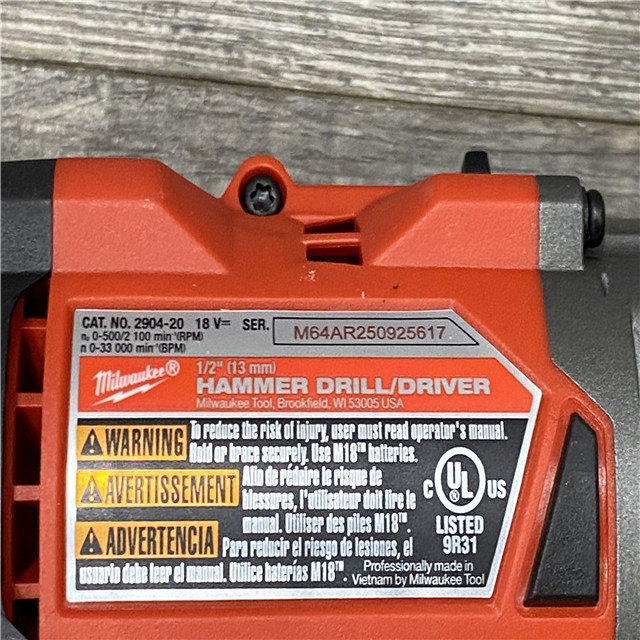 CAT. NO. 2904-20 18 V⎓ SER. M64AR250925617
n₀ 0-500/2 100 min⁻¹(RPM)
n 0-33 000 min⁻¹(BPM)
Milwaukee®
1/2" (13 mm)
HAMMER DRILL/DRIVER
Milwaukee Tool, Brookfield, WI 53005 USA
WARNING To reduce the risk of injury, user must read operator's manual.
Hold or brace securely. Use M18™ batteries.
AVERTISSEMENT Afin de réduire le risque de
blessures, l'utilisateur doit lire le
manual. Utiliser des piles M18™.
ADVERTENCIA Para reducir el riesgo de lesiones, el
usuario debe leer el manual. Utilice baterías M18™.
C UL® US
LISTED
9R31
Professionally made in
Vietnam by Milwaukee Tool